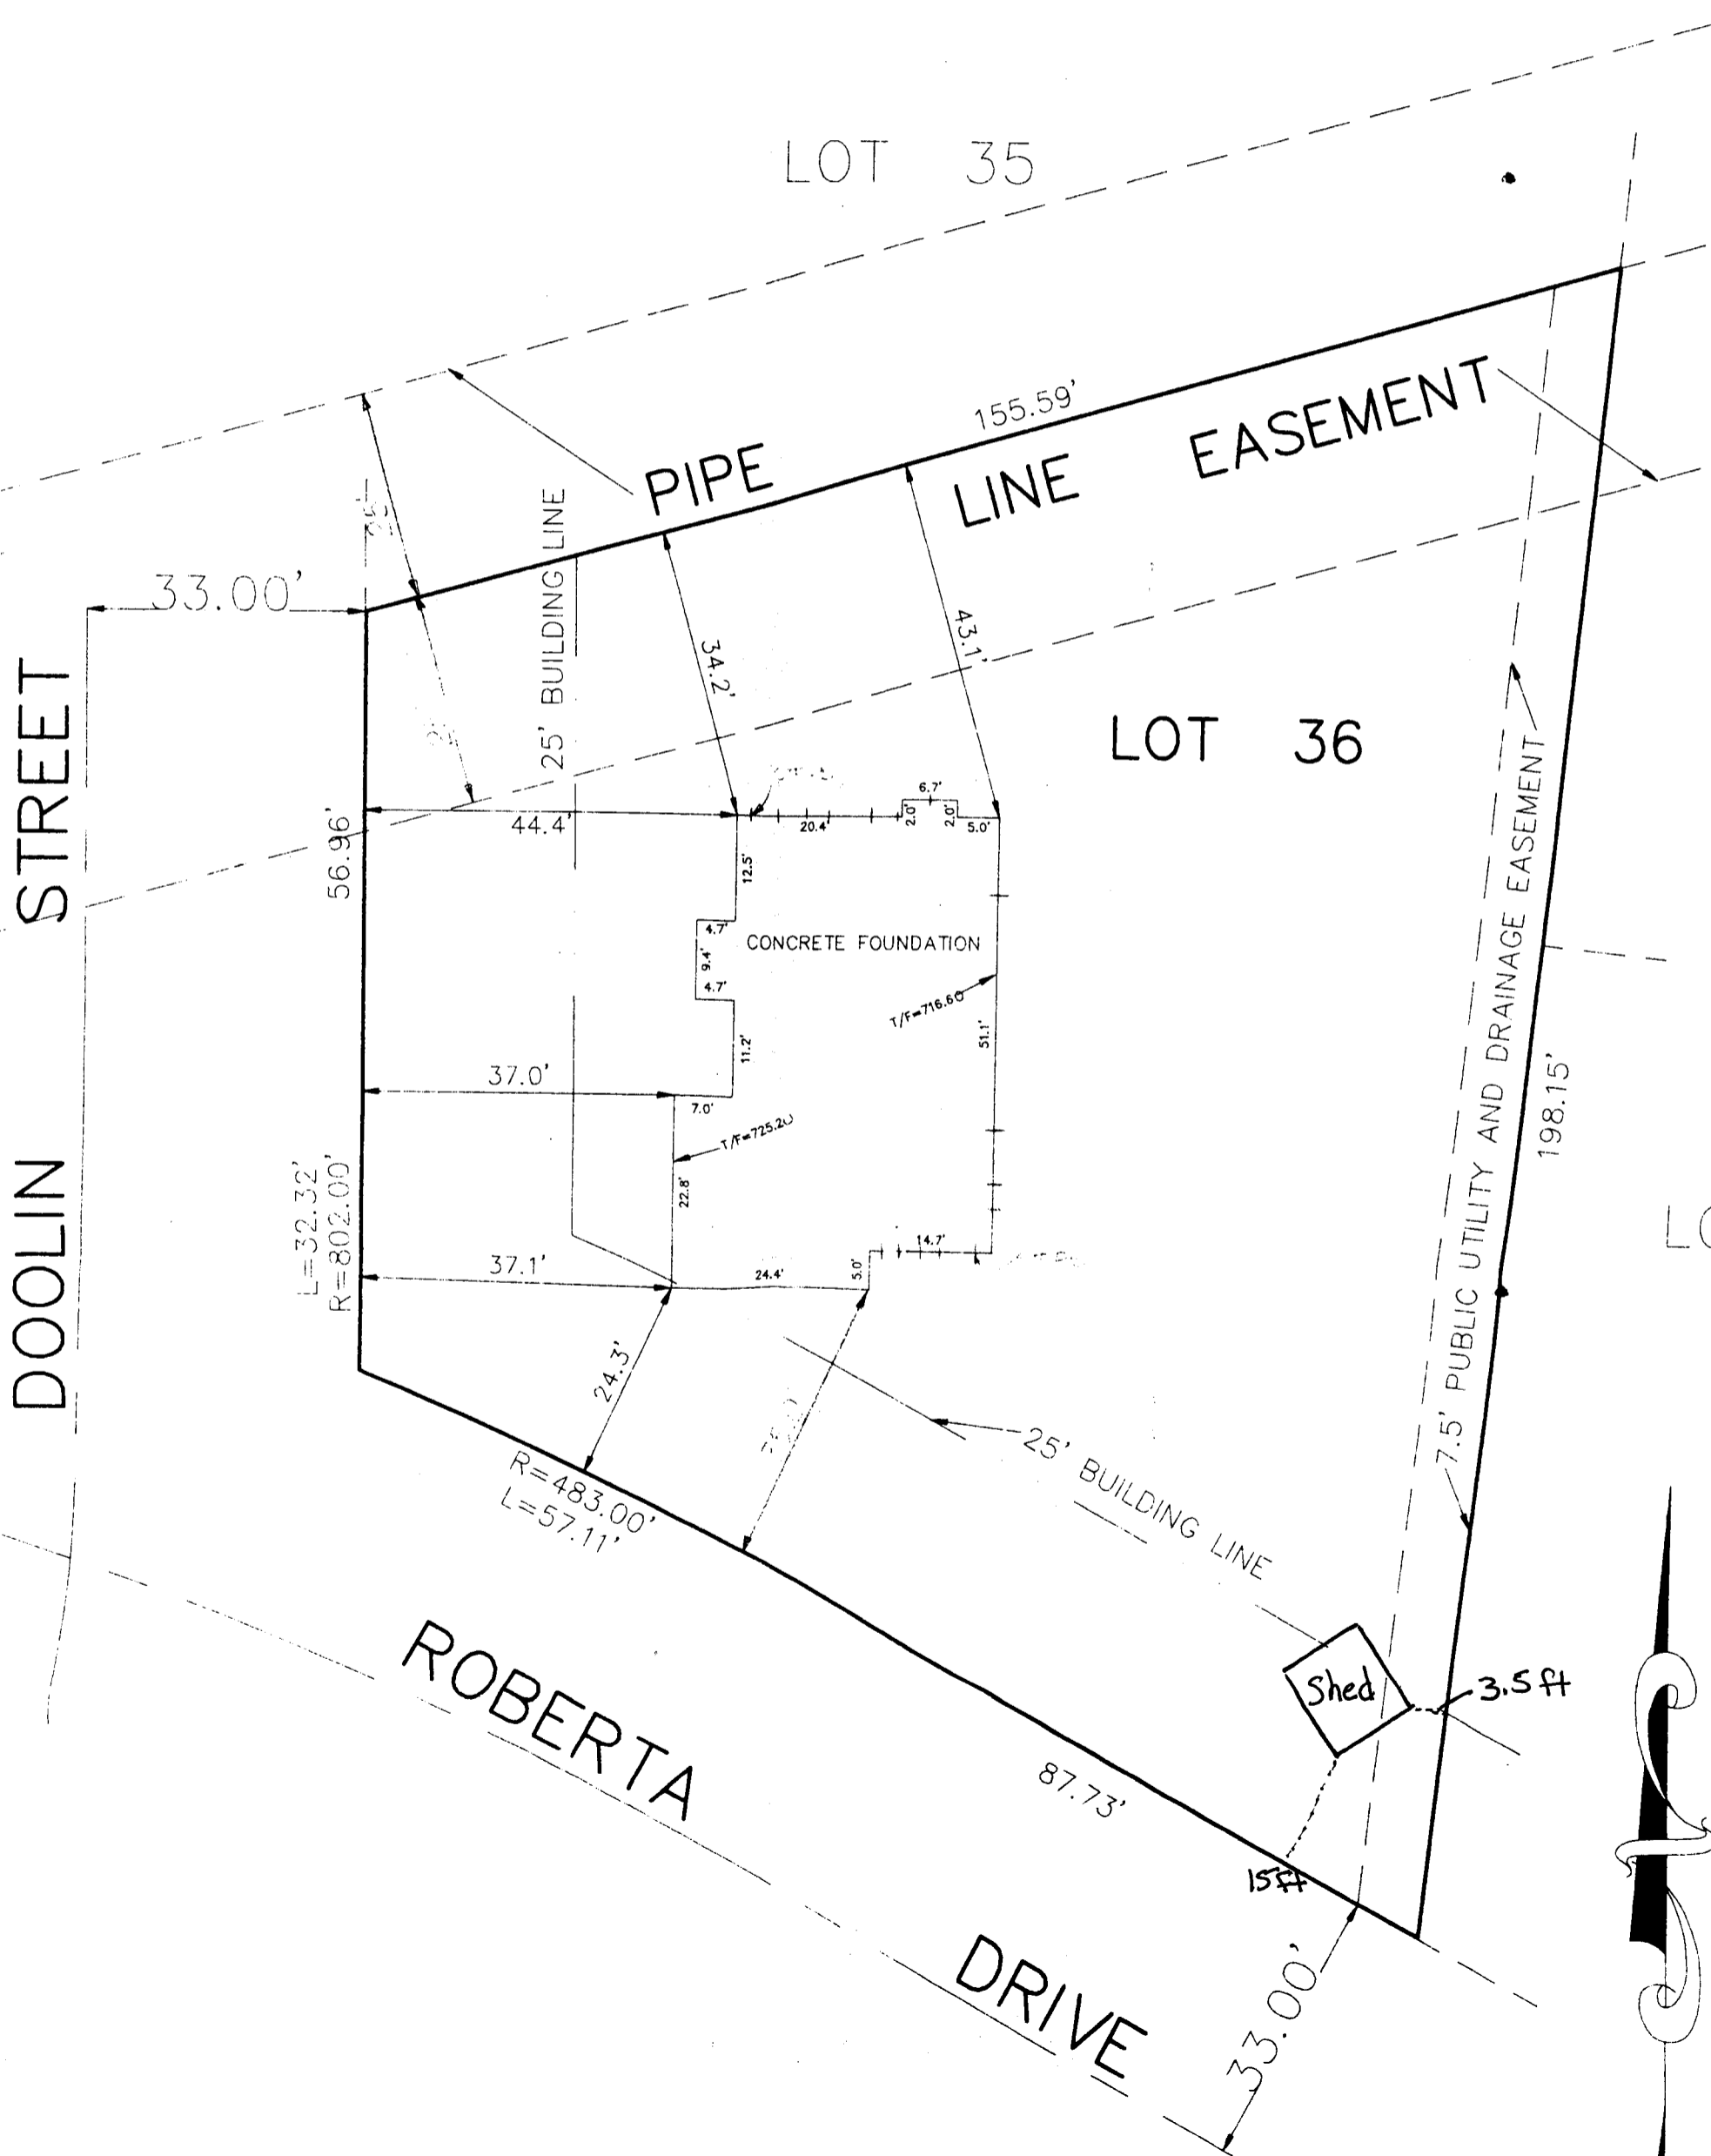 LOT 35
155.59'
PIPE LINE EASEMENT
25'
33.00'
25' BUILDING LINE
34.2'
43.1'
LOT 36
STREET
DOOLIN
56.96'
44.4'
20.4'
6.7'
2.0'
2.0'
5.0'
12.5'
4.7'
9.4'
4.7'
CONCRETE FOUNDATION
T/F=716.60
51.1'
11.2'
37.0'
7.0'
T/F=725.20
22.8'
L=32.32'
R=802.00'
37.1'
24.4'
5.0'
14.7'
24.3'
7.5' PUBLIC UTILITY AND DRAINAGE EASEMENT
198.15'
R=483.00'
L=57.11'
25' BUILDING LINE
Shed
3.5 ft
15ft
87.73'
ROBERTA DRIVE
33.00'